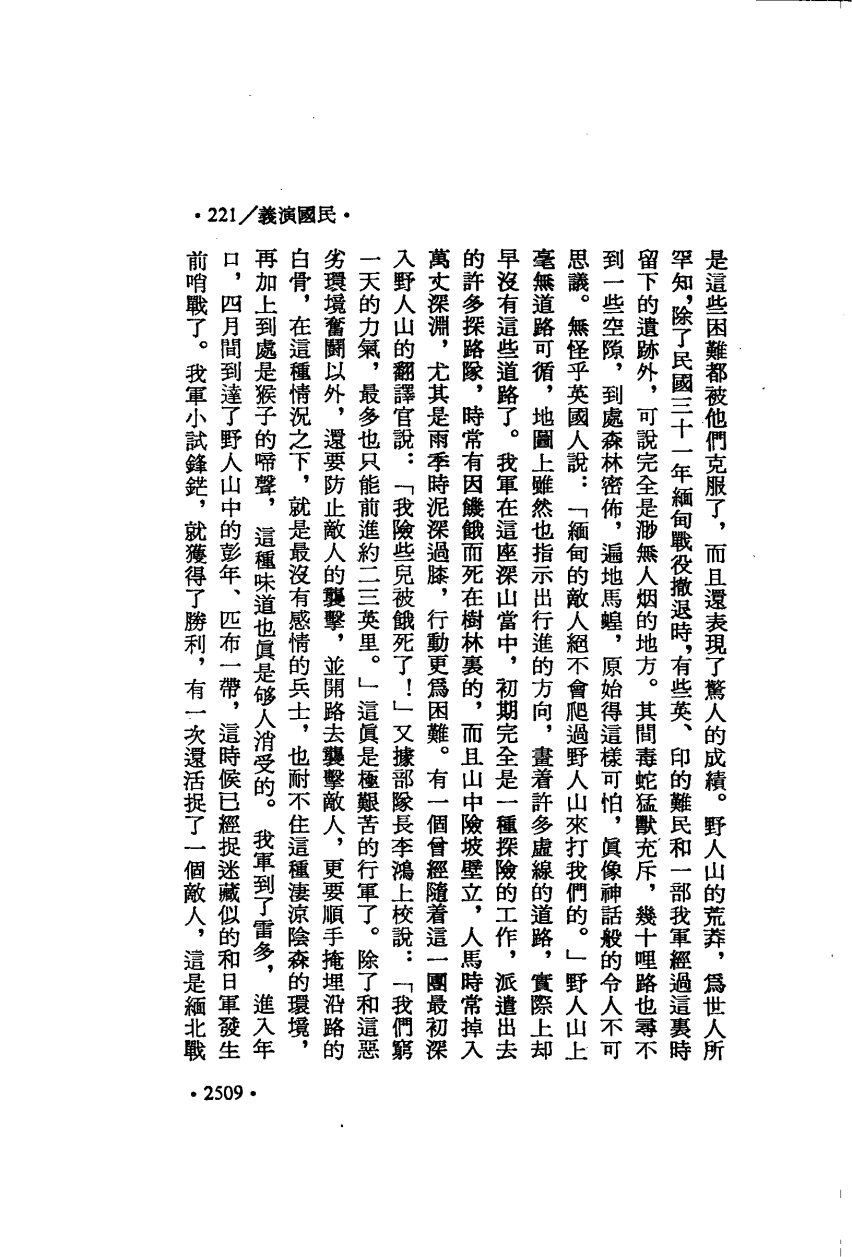 ·221／義演國民·
是這些困難都被他們克服了，而且還表現了驚人的成績。野人山的荒莽，爲世人所
罕知，除了民國三十一年緬甸戰役撤退時，有些英、印的難民和一部我軍經過這裏時
留下的遺跡外，可說完全是渺無人烟的地方。其間毒蛇猛獸充斥，幾十哩路也尋不
到一些空隙，到處森林密佈，遍地馬蝗，原始得這樣可怕，眞像神話般的令人不可
思議。無怪乎英國人說：「緬甸的敵人絕不會爬過野人山來打我們的。」野人山上
毫無道路可循，地圖上雖然也指示出行進的方向，畫着許多虛線的道路，實際上却
早沒有這些道路了。我軍在這座深山當中，初期完全是一種探險的工作，派遣出去
的許多探路隊，時常有因饑餓而死在樹林裏的，而且山中險坡壁立，人馬時常掉入
萬丈深淵，尤其是雨季時泥深過膝，行動更爲困難。有一個曾經隨着這一團最初深
入野人山的翻譯官說：「我險些兒被餓死了！」又據部隊長李鴻上校說：「我們窮
一天的力氣，最多也只能前進約二三英里。」這眞是極艱苦的行軍了。除了和這惡
劣環境奮鬭以外，還要防止敵人的襲擊，並開路去襲擊敵人，更要順手掩埋沿路的
白骨，在這種情況之下，就是最沒有感情的兵士，也耐不住這種淒涼陰森的環境，
再加上到處是猴子的啼聲，這種味道也眞是够人消受的。我軍到了雷多，進入年
口，四月間到達了野人山中的彭年、匹布一帶，這時候已經捉迷藏似的和日軍發生
前哨戰了。我軍小試鋒鋩，就獲得了勝利，有一次還活捉了一個敵人，這是緬北戰
·2509·